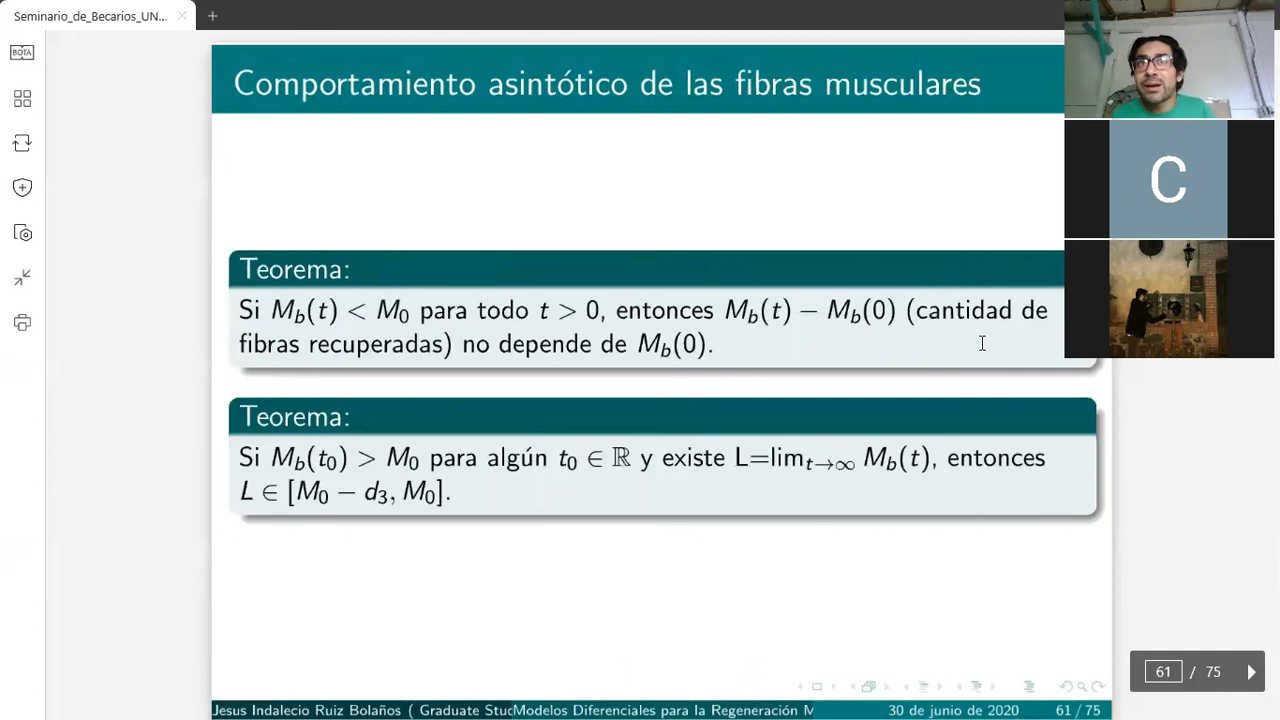 Seminario_de_Becarios_UN...
BOTA
Comportamiento asintótico de las fibras musculares
C
Teorema:
Si M_b(t) < M_0 para todo t > 0, entonces M_b(t) − M_b(0) (cantidad de
fibras recuperadas) no depende de M_b(0).
Teorema:
Si M_b(t_0) > M_0 para algún t_0 ∈ ℝ y existe L=lim_{t→∞} M_b(t), entonces
L ∈ [M_0 − d_3, M_0].
61 / 75
Jesus Indalecio Ruiz Bolaños ( Graduate Stud Modelos Diferenciales para la Regeneración M 30 de junio de 2020 61 / 75